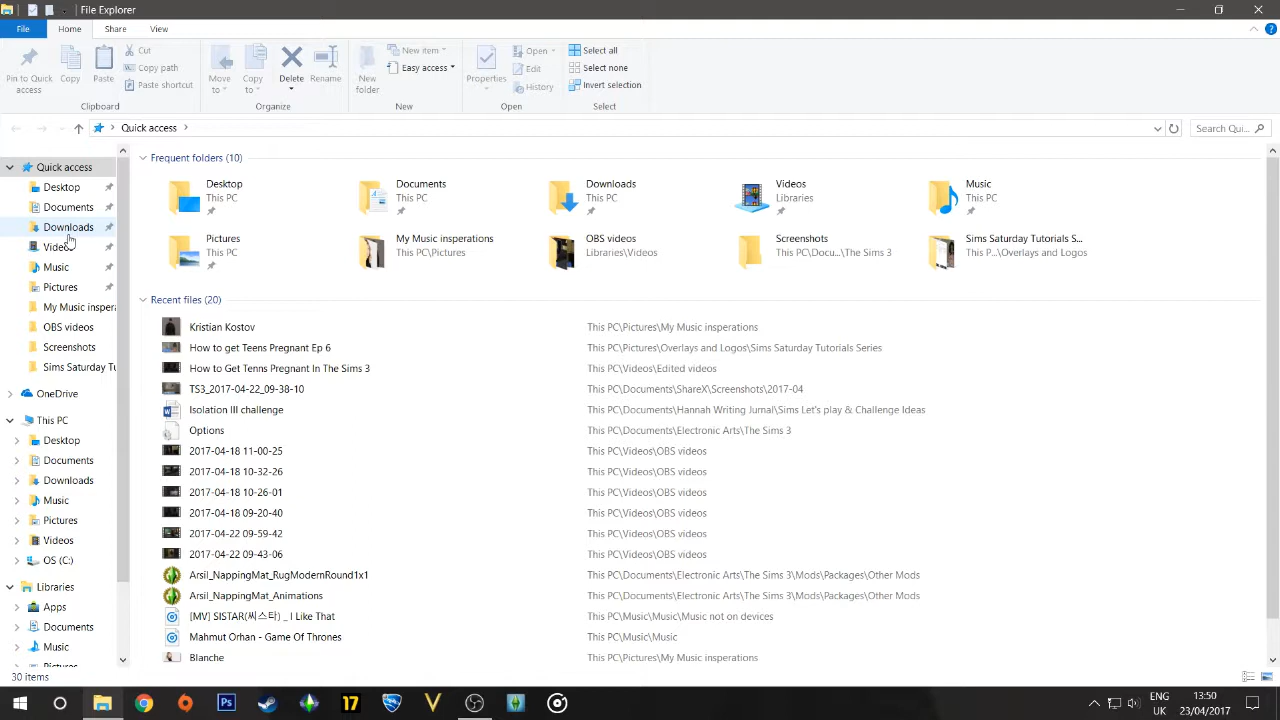 File Explorer
File Home Share View
Pin to Quick access
Copy
Paste
Cut
Copy path
Paste shortcut
Clipboard
Move to
Copy to
Delete
Rename
Organize
New folder
New item
Easy access
New
Properties
Open
Edit
History
Open
Select all
Select none
Invert selection
Select
Quick access
Search Qui...
Quick access
Desktop
Documents
Downloads
Videos
Music
Pictures
My Music insper
OBS videos
Screenshots
Sims Saturday Tu
OneDrive
This PC
Desktop
Documents
Downloads
Music
Pictures
Videos
OS (C:)
Libraries
Apps
Documents
Music
Pictures
Frequent folders (10)
Desktop
This PC
Documents
This PC
Downloads
This PC
Videos
Libraries
Music
This PC
Pictures
This PC
My Music insperations
This PC\Pictures
OBS videos
Libraries\Videos
Screenshots
This PC\Docu...\The Sims 3
Sims Saturday Tutorials S...
This P...\Overlays and Logos
Recent files (20)
Kristian Kostov This PC\Pictures\My Music insperations
How to get Teens Pregnant Ep 6 This PC\Pictures\Overlays and Logos\Sims Saturday Tutorials Series
How to Get Tenns Pregnant In The Sims 3 This PC\Videos\Edited videos
TS3_2017-04-22_09-38-10 This PC\Documents\ShareX\Screenshots\2017-04
Isolation III challenge This PC\Documents\Hannah Writing Jurnal\Sims Let's play & Challenge Ideas
Options This PC\Documents\Electronic Arts\The Sims 3
2017-04-18 11-00-25 This PC\Videos\OBS videos
2017-04-18 10-32-26 This PC\Videos\OBS videos
2017-04-18 10-26-01 This PC\Videos\OBS videos
2017-04-18 09-20-40 This PC\Videos\OBS videos
2017-04-22 09-59-42 This PC\Videos\OBS videos
2017-04-22 09-43-06 This PC\Videos\OBS videos
Arsil_NappingMat_RugModernRound1x1 This PC\Documents\Electronic Arts\The Sims 3\Mods\Packages\Other Mods
Arsil_NappingMat_Animations This PC\Documents\Electronic Arts\The Sims 3\Mods\Packages\Other Mods
[MV] SISTAR(씨스타) _ I Like That This PC\Music\Music\Music not on devices
Mahmut Orhan - Game Of Thrones This PC\Music\Music
Blanche This PC\Pictures\My Music insperations
30 items
Ps
17
ENG
UK
13:50
23/04/2017